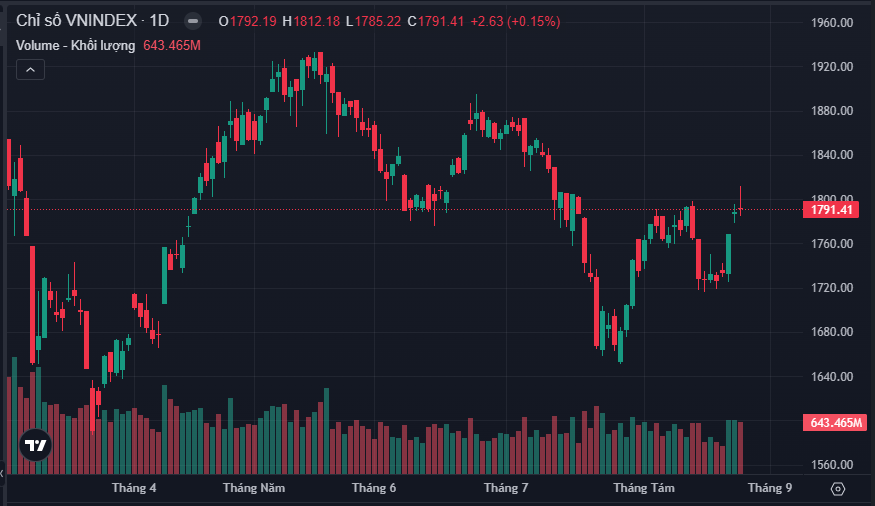 Chỉ số VNINDEX · 1D O1792.19 H1812.18 L1785.22 C1791.41 +2.63 (+0.15%)
Volume - Khối lượng 643.465M
1960.00
1920.00
1880.00
1840.00
1800.00
1791.41
1760.00
1720.00
1680.00
1640.00
643.465M
1560.00
Tháng 4 Tháng Năm Tháng 6 Tháng 7 Tháng Tám Tháng 9